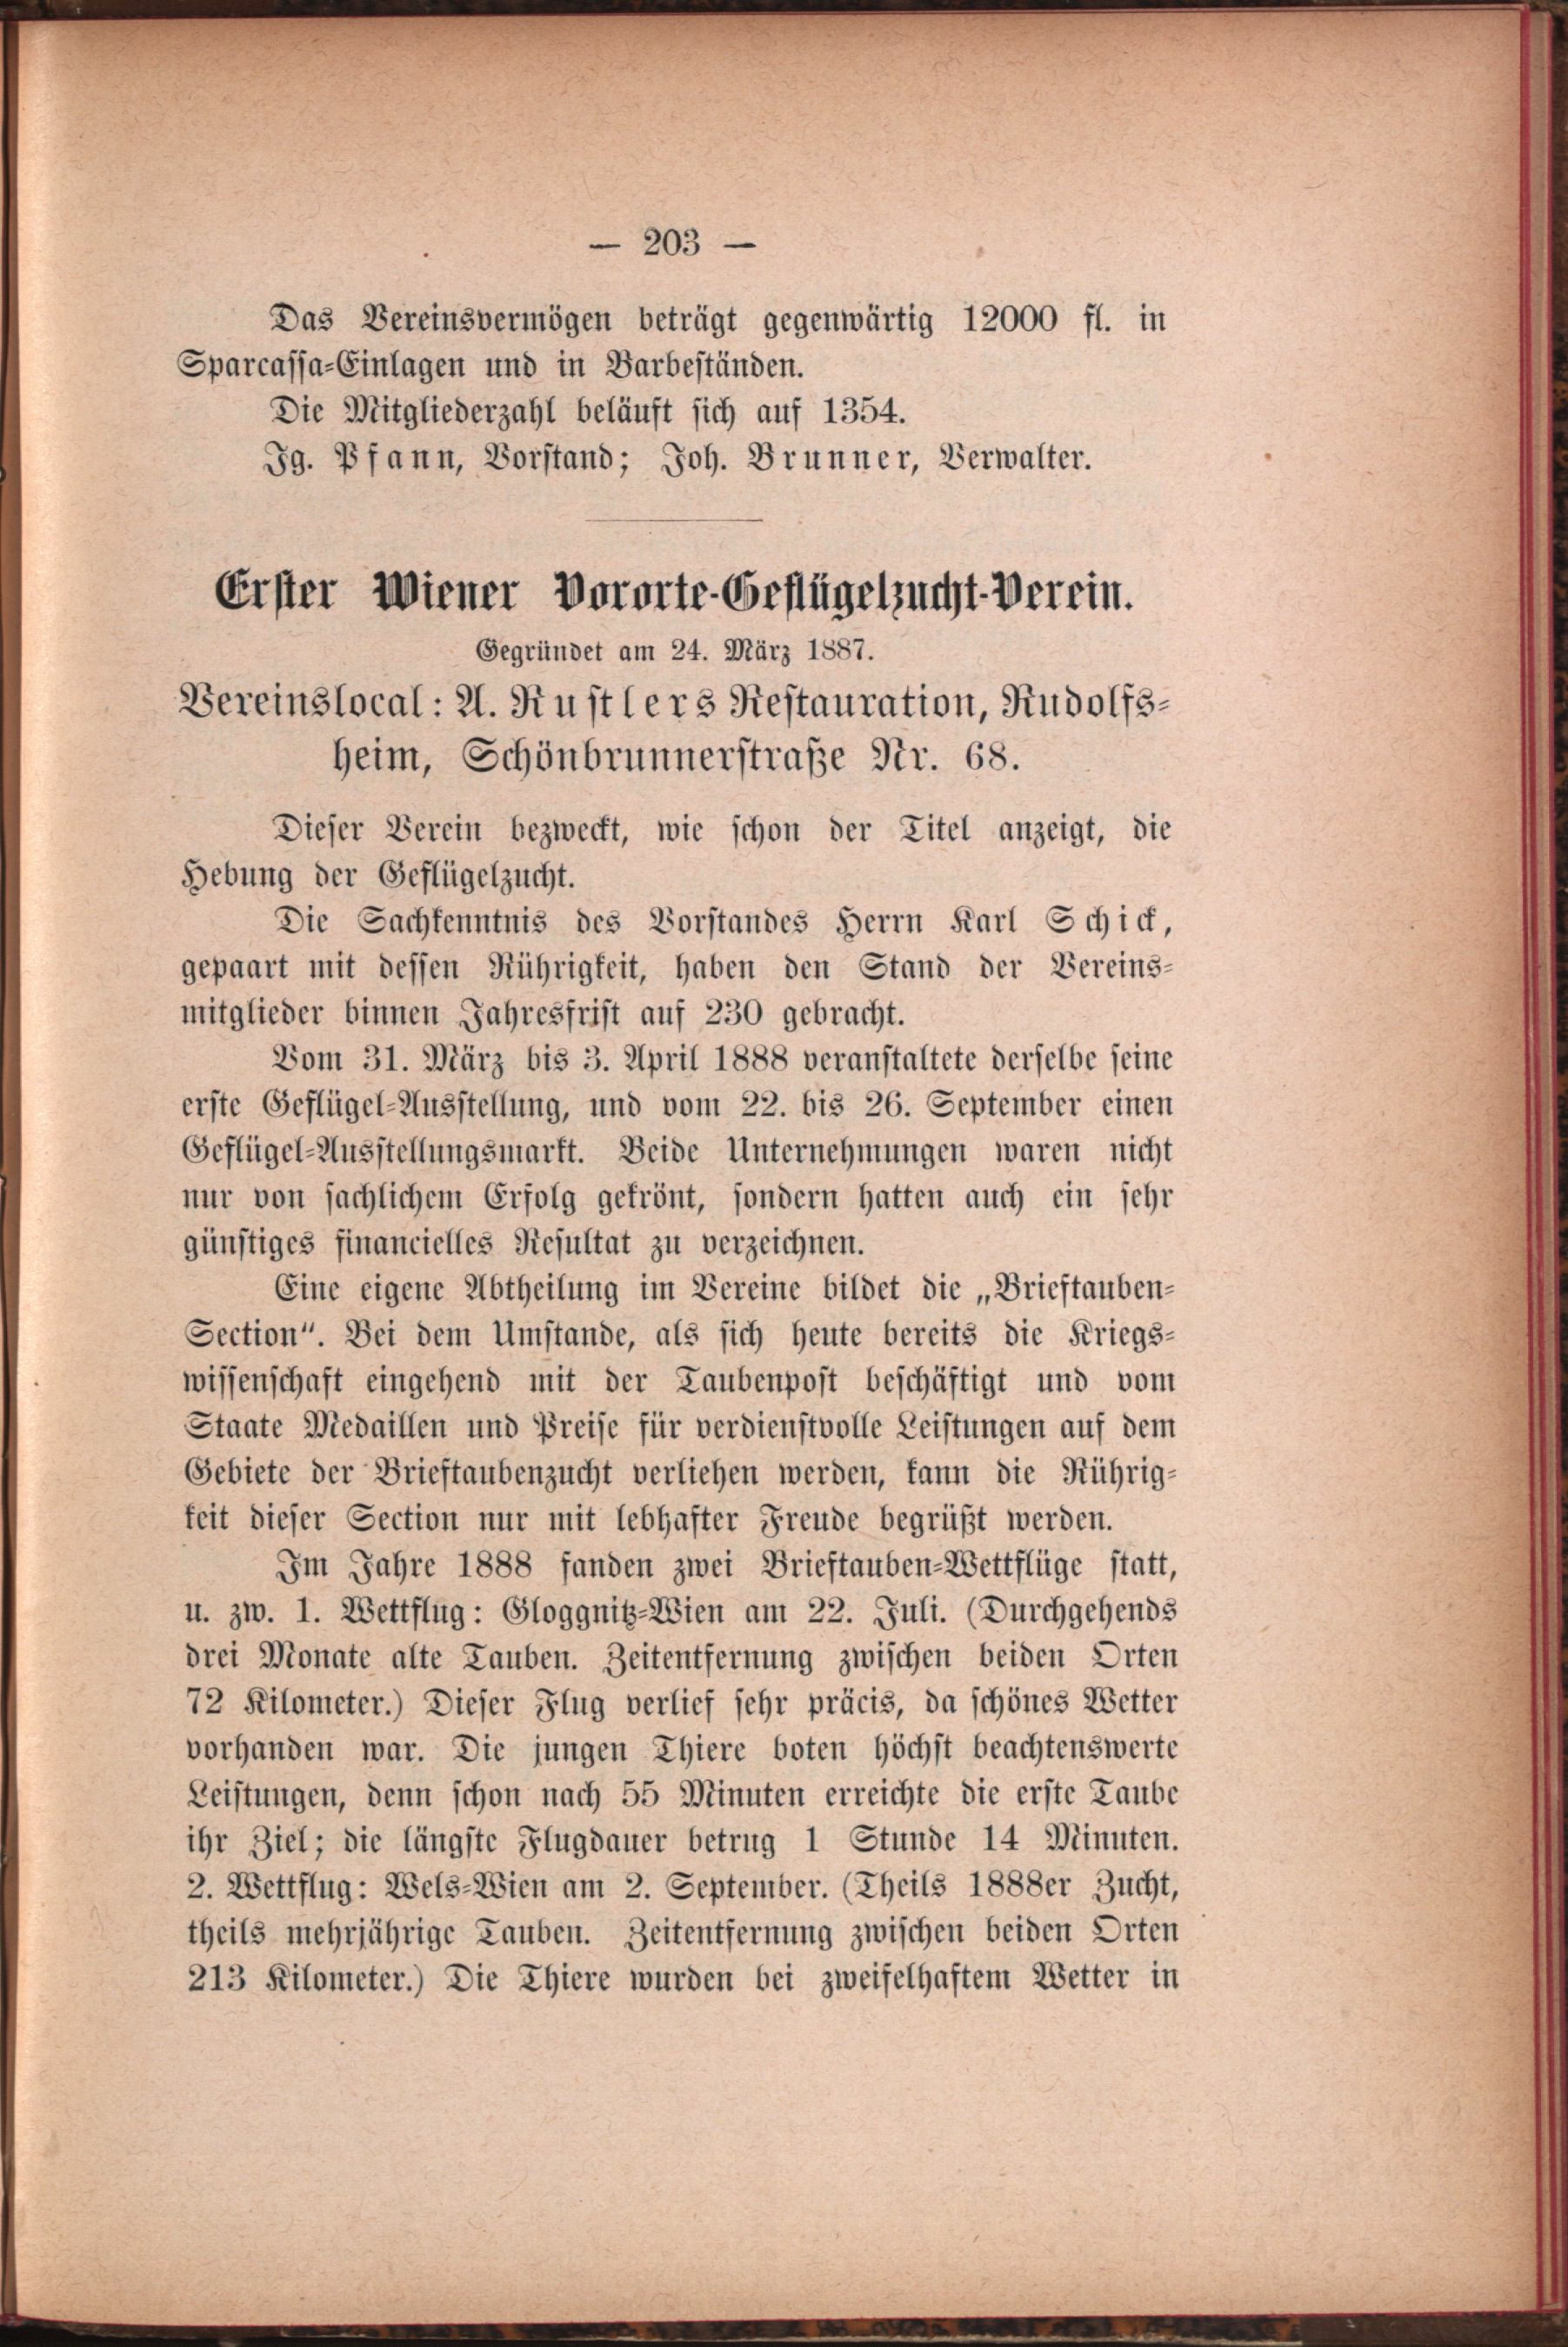 — 203 —
Das Vereinsvermögen beträgt gegenwärtig 12000 fl. in
Sparcassa-Einlagen und in Barbeständen.
Die Mitgliederzahl beläuft sich auf 1354.
Ig. Pfann, Vorstand; Joh. Brunner, Verwalter.
Erster Wiener Vororte-Geflügelzucht-Verein.
Gegründet am 24. März 1887.
Vereinslocal: A. Rustlers Restauration, Rudolfs-
heim, Schönbrunnerstraße Nr. 68.
Dieser Verein bezweckt, wie schon der Titel anzeigt, die
Hebung der Geflügelzucht.
Die Sachkenntnis des Vorstandes Herrn Karl Schick,
gepaart mit dessen Rührigkeit, haben den Stand der Vereins-
mitglieder binnen Jahresfrist auf 230 gebracht.
Vom 31. März bis 3. April 1888 veranstaltete derselbe seine
erste Geflügel-Ausstellung, und vom 22. bis 26. September einen
Geflügel-Ausstellungsmarkt. Beide Unternehmungen waren nicht
nur von sachlichem Erfolg gekrönt, sondern hatten auch ein sehr
günstiges financielles Resultat zu verzeichnen.
Eine eigene Abtheilung im Vereine bildet die „Brieftauben-
Section“. Bei dem Umstande, als sich heute bereits die Kriegs-
wissenschaft eingehend mit der Taubenpost beschäftigt und vom
Staate Medaillen und Preise für verdienstvolle Leistungen auf dem
Gebiete der Brieftaubenzucht verliehen werden, kann die Rührig-
keit dieser Section nur mit lebhafter Freude begrüßt werden.
Im Jahre 1888 fanden zwei Brieftauben-Wettflüge statt,
u. zw. 1. Wettflug: Gloggnitz-Wien am 22. Juli. (Durchgehends
drei Monate alte Tauben. Zeitentfernung zwischen beiden Orten
72 Kilometer.) Dieser Flug verlief sehr präcis, da schönes Wetter
vorhanden war. Die jungen Thiere boten höchst beachtenswerte
Leistungen, denn schon nach 55 Minuten erreichte die erste Taube
ihr Ziel; die längste Flugdauer betrug 1 Stunde 14 Minuten.
2. Wettflug: Wels-Wien am 2. September. (Theils 1888er Zucht,
theils mehrjährige Tauben. Zeitentfernung zwischen beiden Orten
213 Kilometer.) Die Thiere wurden bei zweifelhaftem Wetter in